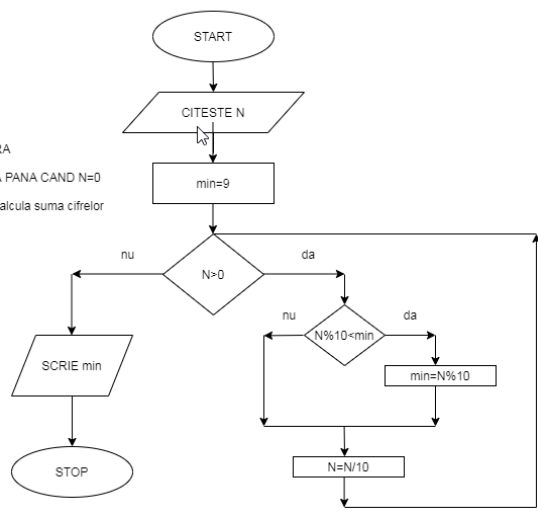 START
CITESTE N
RA
A PANA CAND N=0
alcula suma cifrelor
min=9
nu
da
N>0
nu
da
N%10<min
SCRIE min
min=N%10
N=N/10
STOP